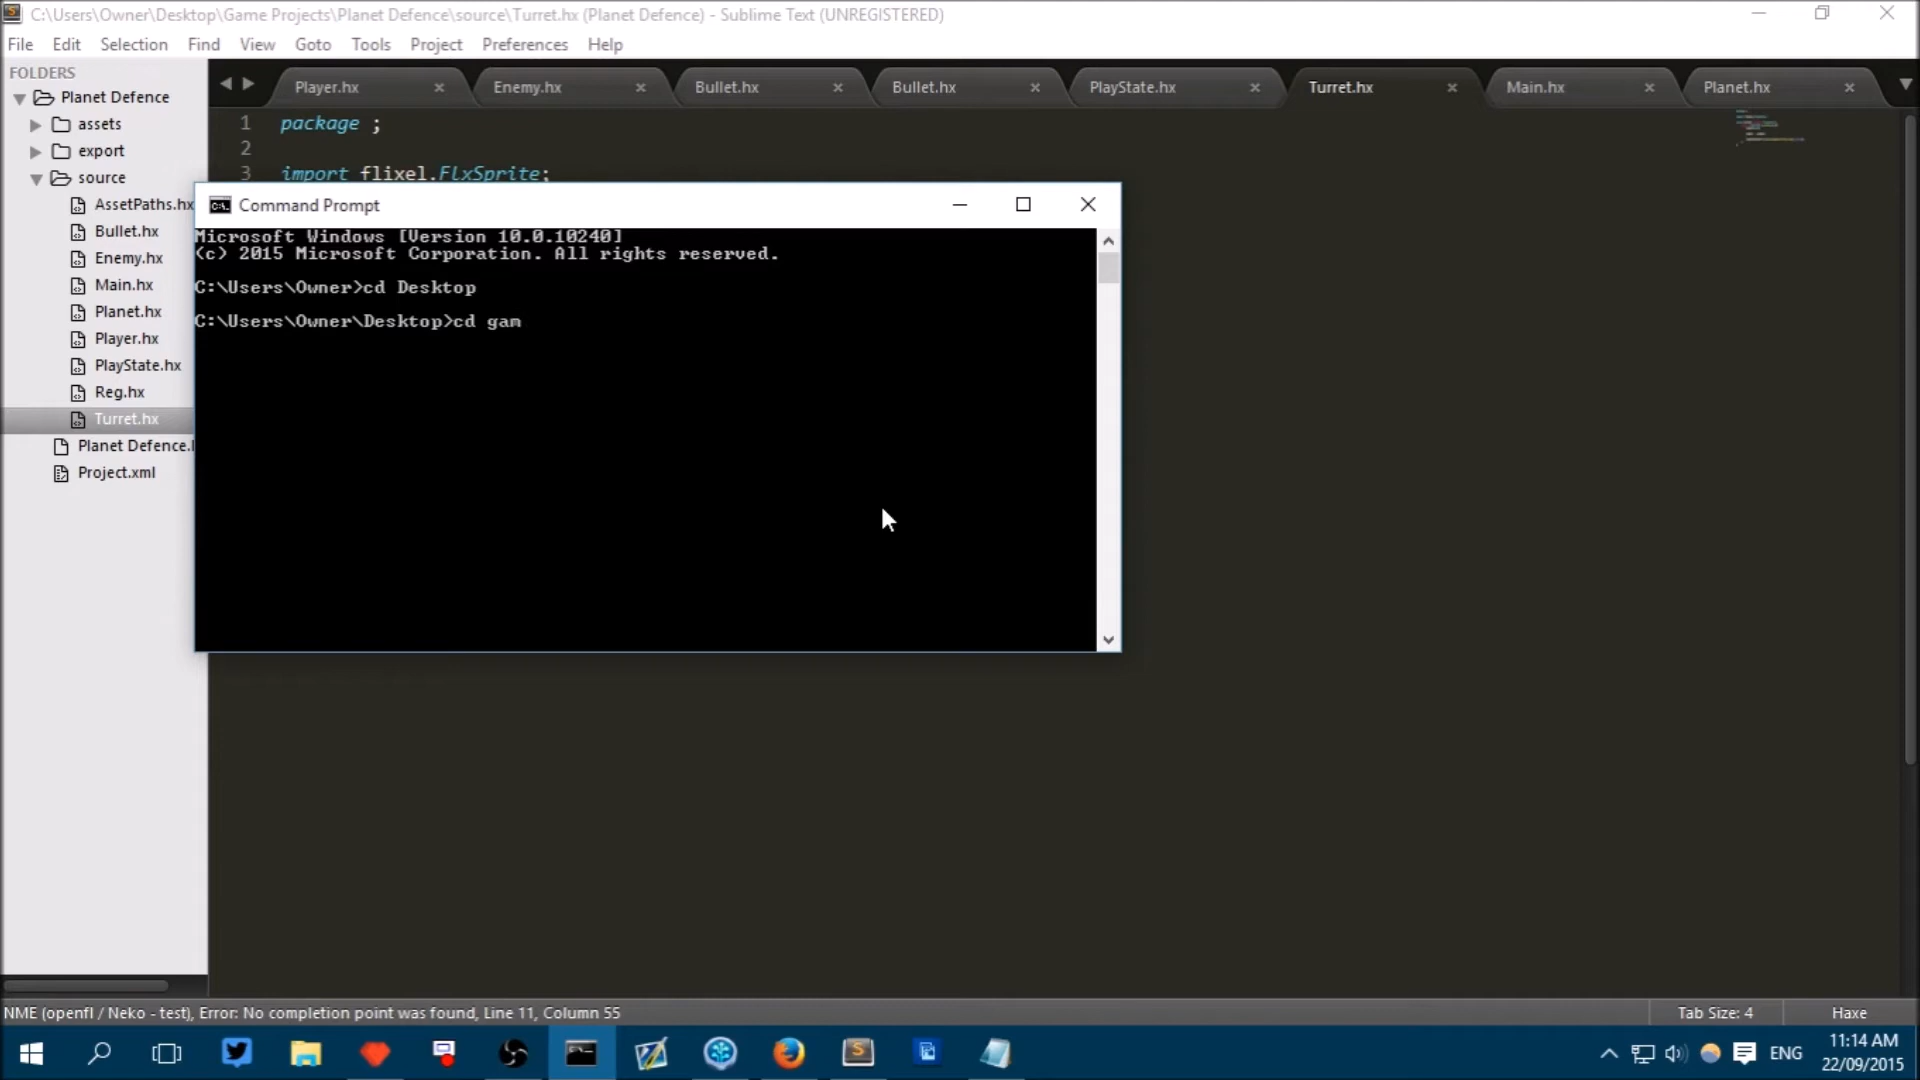 C:\Users\Owner\Desktop\Game Projects\Planet Defence\source\Turret.hx (Planet Defence) - Sublime Text (UNREGISTERED)
File Edit Selection Find View Goto Tools Project Preferences Help
FOLDERS
Planet Defence
assets
export
source
AssetPaths.hx
Bullet.hx
Enemy.hx
Main.hx
Planet.hx
Player.hx
PlayState.hx
Reg.hx
Turret.hx
Planet Defence.
Project.xml
Player.hx Enemy.hx Bullet.hx Bullet.hx PlayState.hx Turret.hx Main.hx Planet.hx
1 package ;
2
3 import flixel.FlxSprite;
Command Prompt
Microsoft Windows [Version 10.0.10240]
(c) 2015 Microsoft Corporation. All rights reserved.
C:\Users\Owner>cd Desktop
C:\Users\Owner\Desktop>cd gam
NME (openfl / Neko - test), Error: No completion point was found, Line 11, Column 55
Tab Size: 4 Haxe
ENG
11:14 AM
22/09/2015